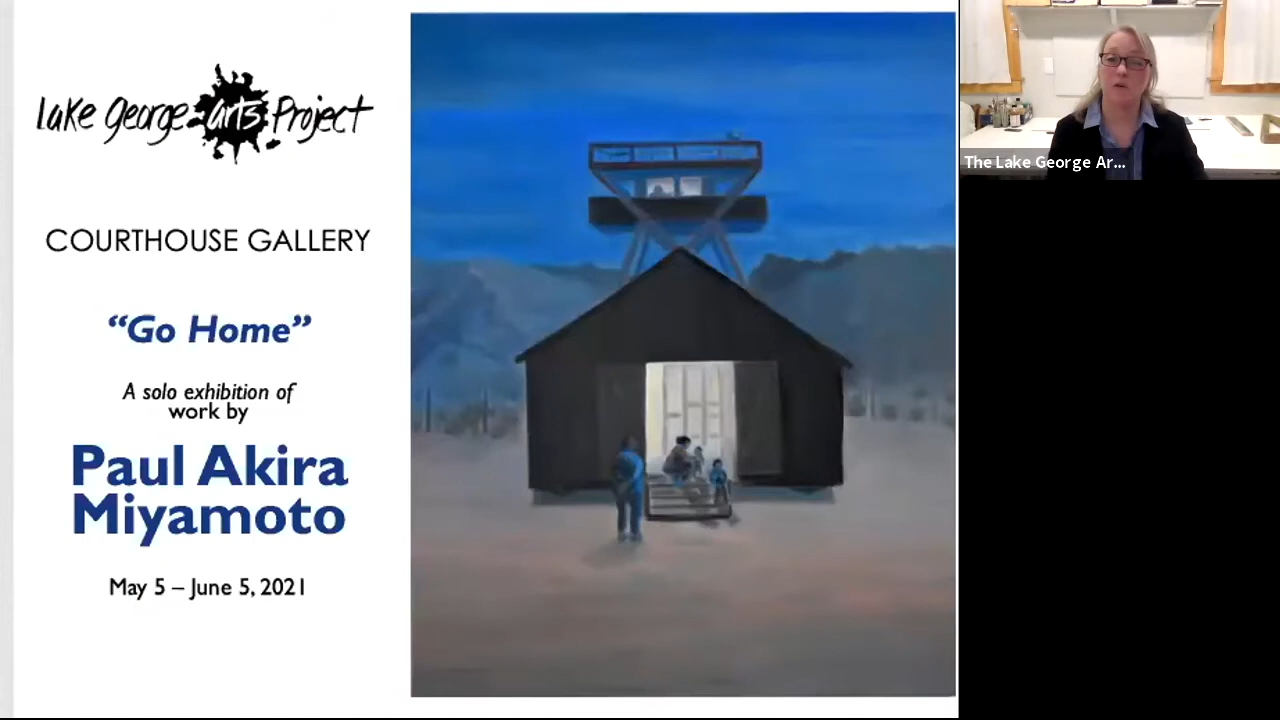 Lake George arts Project
COURTHOUSE GALLERY
“Go Home”
A solo exhibition of
work by
Paul Akira
Miyamoto
May 5 – June 5, 2021
The Lake George Ar...